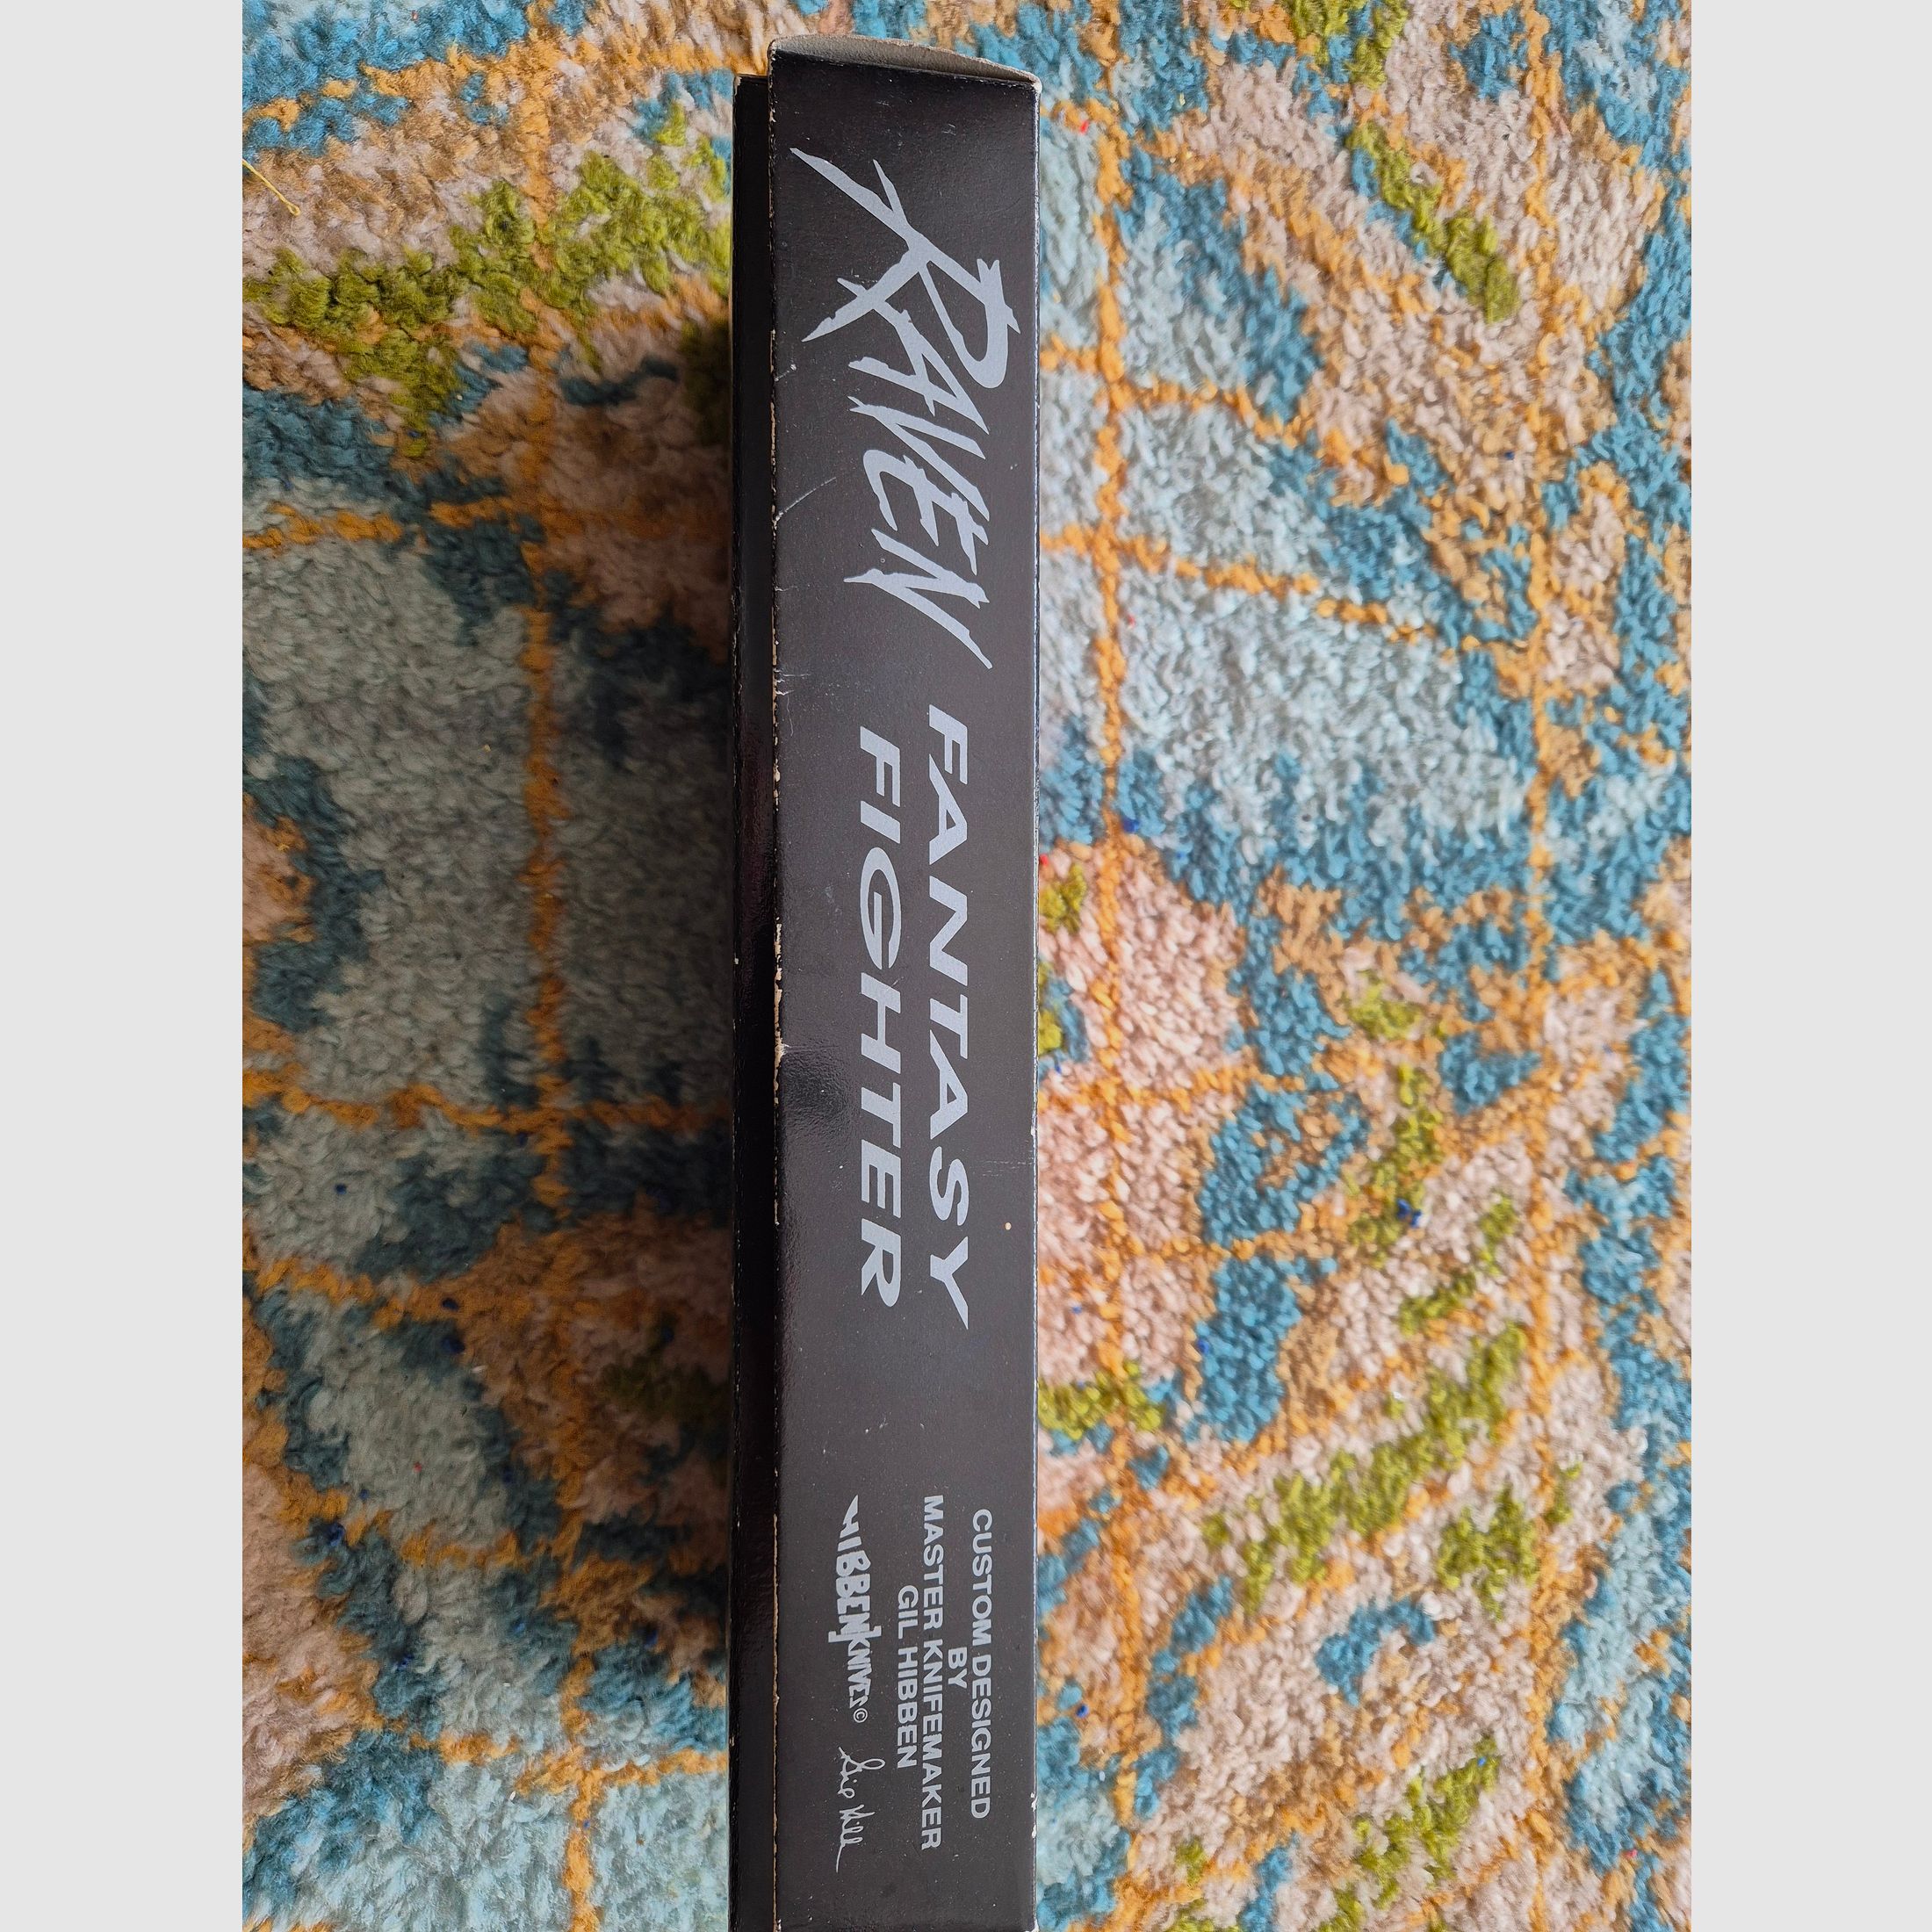 RAVEN
FANTASY
FIGHTER
CUSTOM DESIGNED
BY
MASTER KNIFEMAKER
GIL HIBBEN
HIBBEN KNIVES©